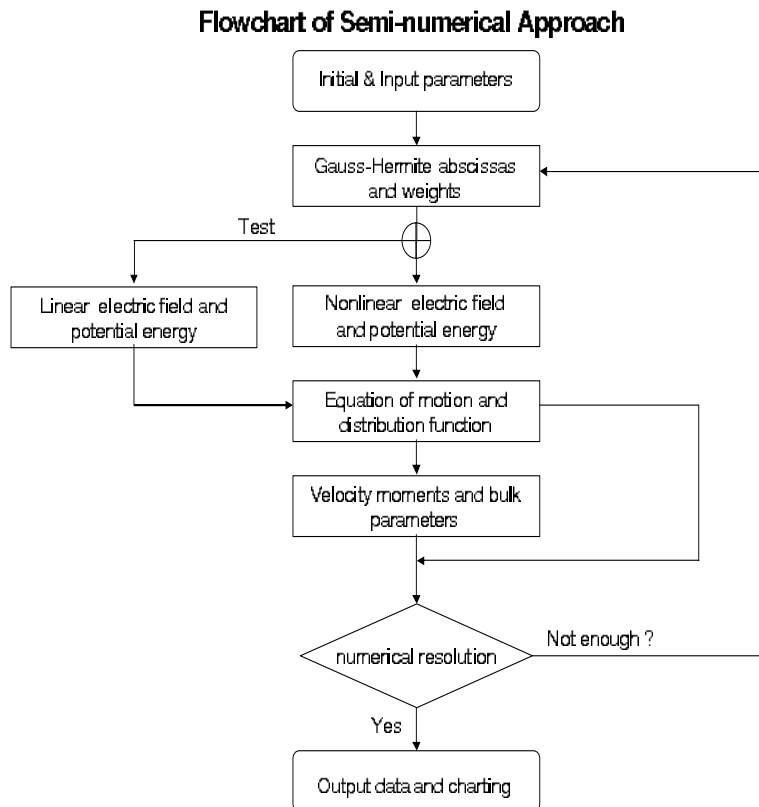 Flowchart of Semi-numerical Approach
Initial & Input parameters
Gauss-Hermite abscissas
and weights
Test
Linear electric field and
potential energy
Nonlinear electric field
and potential energy
Equation of motion and
distribution function
Velocity moments and bulk
parameters
numerical resolution
Not enough ?
Yes
Output data and charting